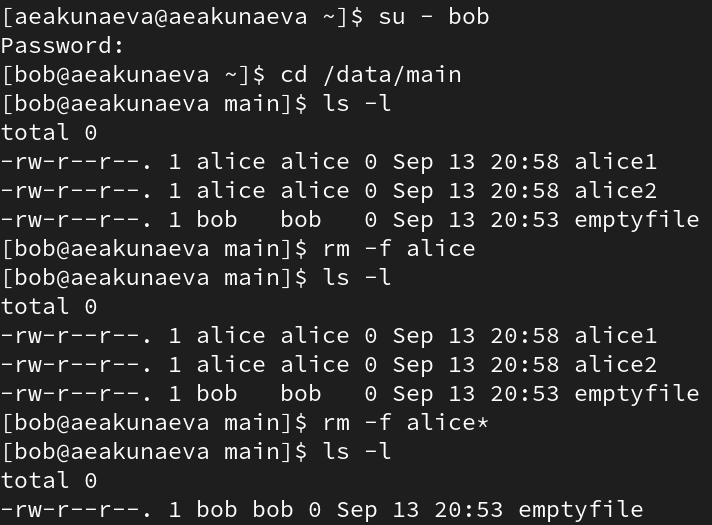 [aeakunaeva@aeakunaeva ~]$ su - bob
Password:
[bob@aeakunaeva ~]$ cd /data/main
[bob@aeakunaeva main]$ ls -l
total 0
-rw-r--r--. 1 alice alice 0 Sep 13 20:58 alice1
-rw-r--r--. 1 alice alice 0 Sep 13 20:58 alice2
-rw-r--r--. 1 bob   bob   0 Sep 13 20:53 emptyfile
[bob@aeakunaeva main]$ rm -f alice
[bob@aeakunaeva main]$ ls -l
total 0
-rw-r--r--. 1 alice alice 0 Sep 13 20:58 alice1
-rw-r--r--. 1 alice alice 0 Sep 13 20:58 alice2
-rw-r--r--. 1 bob   bob   0 Sep 13 20:53 emptyfile
[bob@aeakunaeva main]$ rm -f alice*
[bob@aeakunaeva main]$ ls -l
total 0
-rw-r--r--. 1 bob bob 0 Sep 13 20:53 emptyfile